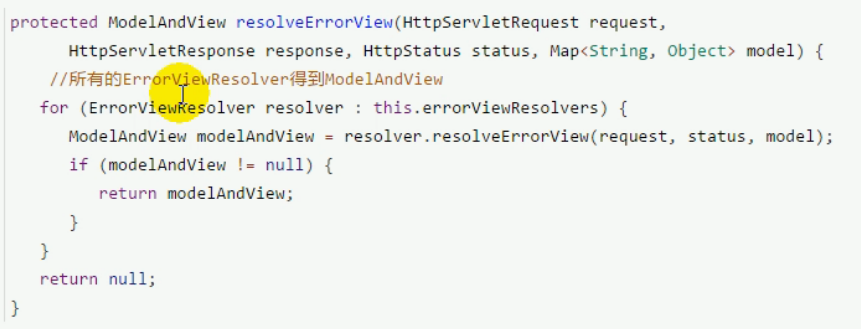 protected ModelAndView resolveErrorView(HttpServletRequest request,
HttpServletResponse response, HttpStatus status, Map<String, Object> model) {
//所有的ErrorViewResolver得到ModelAndView
for (ErrorViewResolver resolver : this.errorViewResolvers) {
ModelAndView modelAndView = resolver.resolveErrorView(request, status, model);
if (modelAndView != null) {
return modelAndView;
}
}
return null;
}